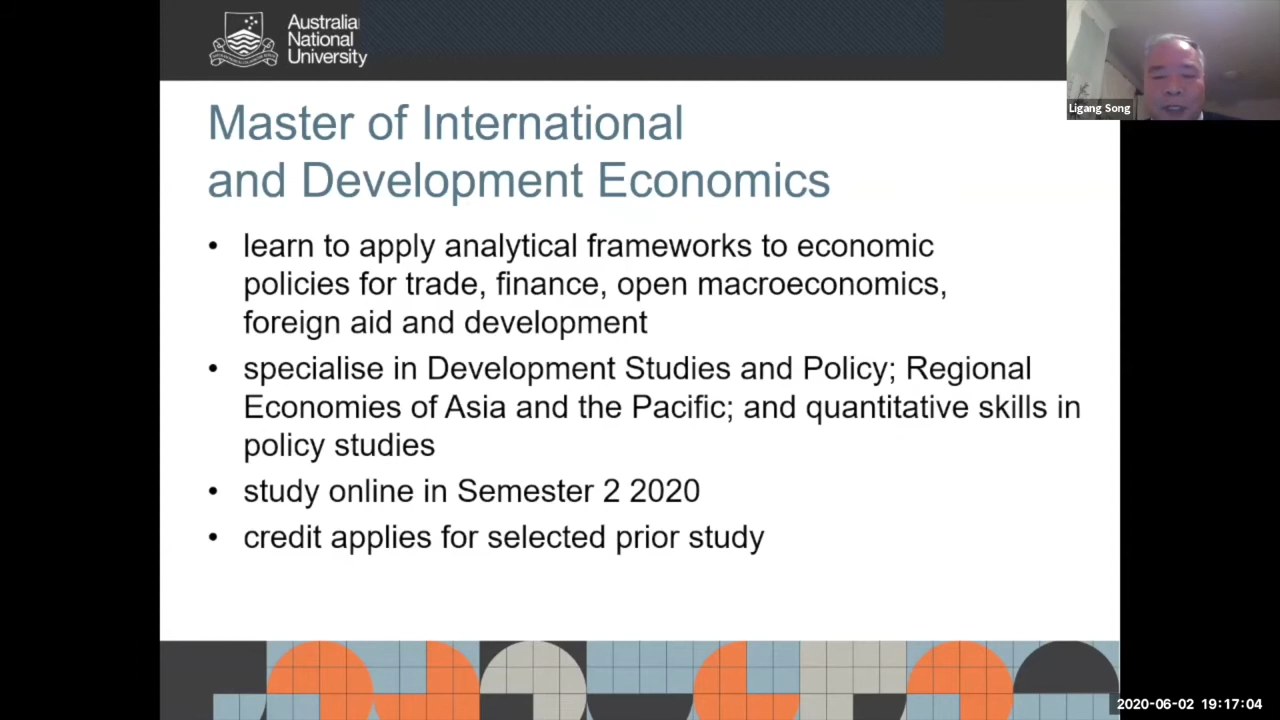 Australian
National
University
Ligang Song
Master of International
and Development Economics
• learn to apply analytical frameworks to economic
policies for trade, finance, open macroeconomics,
foreign aid and development
• specialise in Development Studies and Policy; Regional
Economies of Asia and the Pacific; and quantitative skills in
policy studies
• study online in Semester 2 2020
• credit applies for selected prior study
2020-06-02 19:17:04